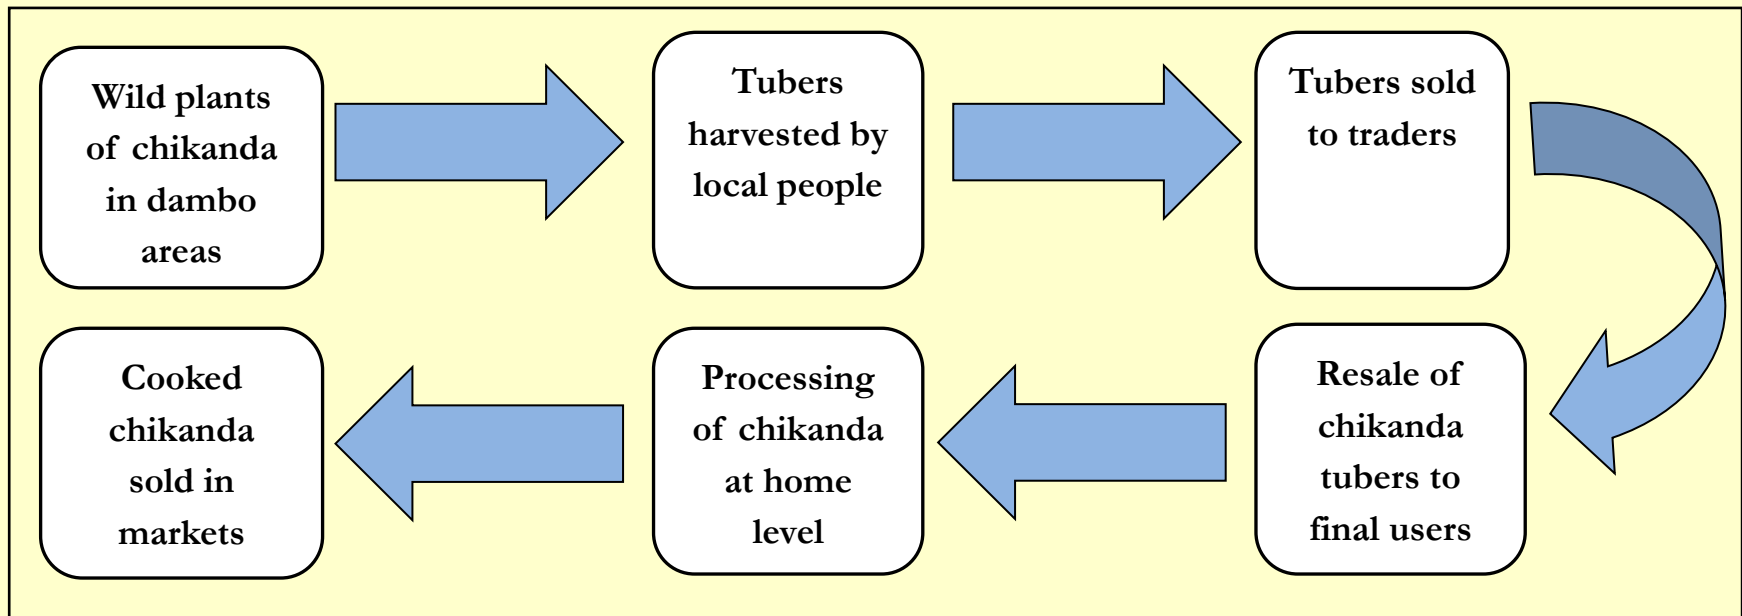 Wild plants
of chikanda
in dambo
areas
Tubers
harvested by
local people
Tubers sold
to traders
Resale of
chikanda
tubers to
final users
Processing
of chikanda
at home
level
Cooked
chikanda
sold in
markets